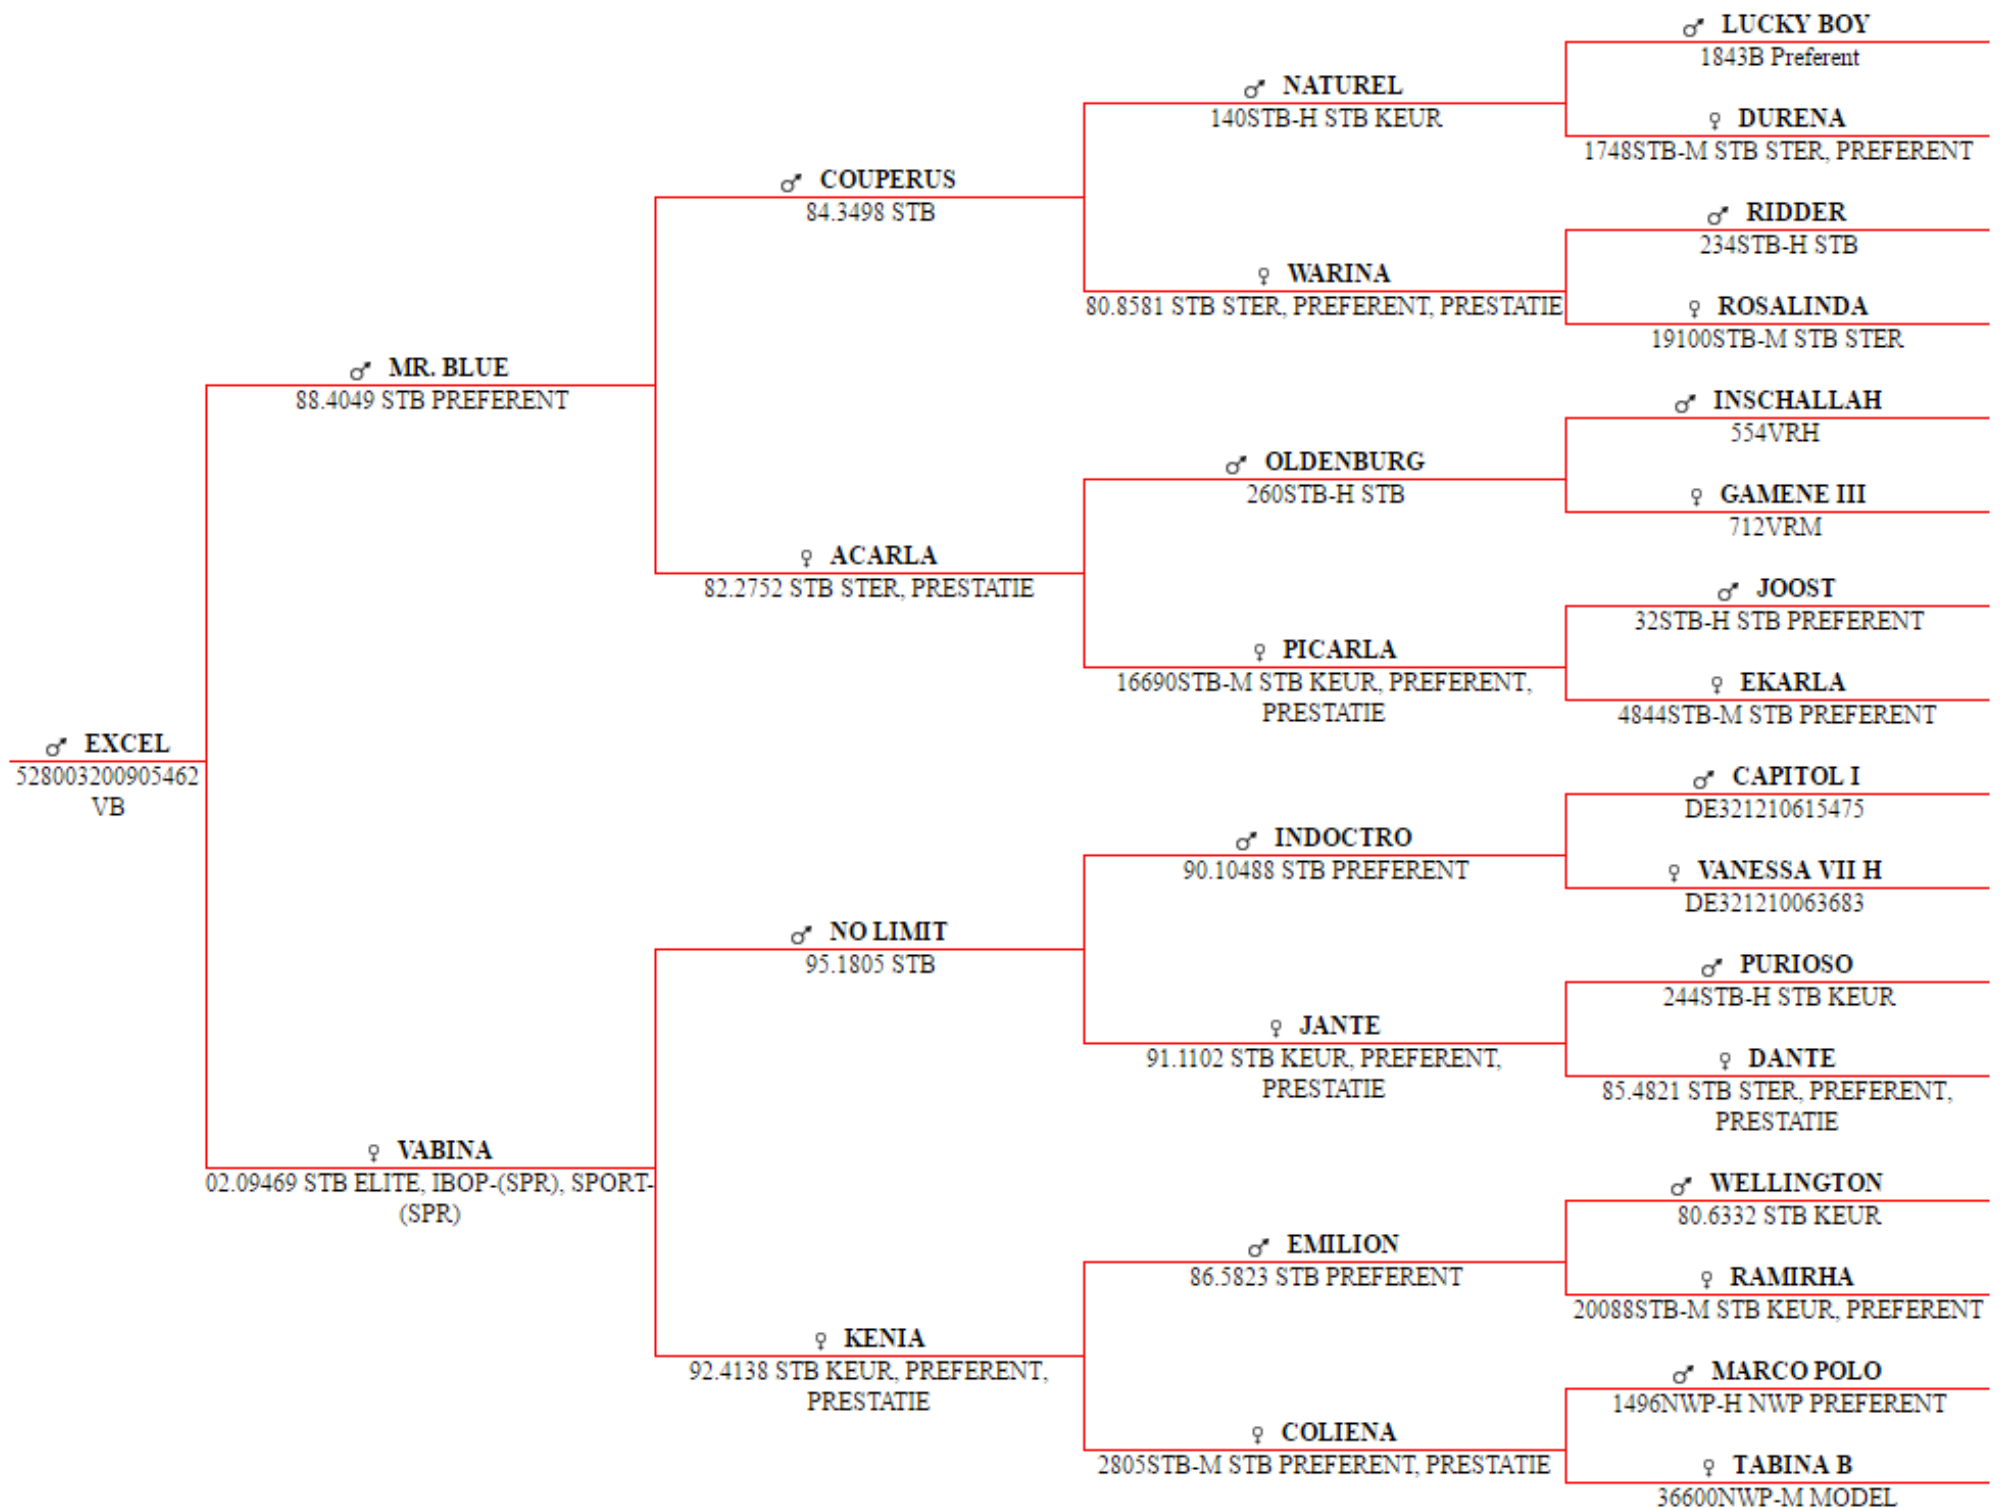 ♂ LUCKY BOY
1843B Preferent
♂ NATUREL
140STB-H STB KEUR
♀ DURENA
1748STB-M STB STER, PREFERENT
♂ COUPERUS
84.3498 STB
♂ RIDDER
234STB-H STB
♀ WARINA
80.8581 STB STER, PREFERENT, PRESTATIE
♀ ROSALINDA
19100STB-M STB STER
♂ MR. BLUE
88.4049 STB PREFERENT
♂ INSCHALLAH
554VRH
♂ OLDENBURG
260STB-H STB
♀ GAMENE III
712VRM
♀ ACARLA
82.2752 STB STER, PRESTATIE
♂ JOOST
32STB-H STB PREFERENT
♀ PICARLA
16690STB-M STB KEUR, PREFERENT,
PRESTATIE
♀ EKARLA
4844STB-M STB PREFERENT
♂ EXCEL
528003200905462
VB
♂ CAPITOL I
DE321210615475
♂ INDOCTRO
90.10488 STB PREFERENT
♀ VANESSA VII H
DE321210063683
♂ NO LIMIT
95.1805 STB
♂ PURIOSO
244STB-H STB KEUR
♀ JANTE
91.1102 STB KEUR, PREFERENT,
PRESTATIE
♀ DANTE
85.4821 STB STER, PREFERENT,
PRESTATIE
♀ VABINA
02.09469 STB ELITE, IBOP-(SPR), SPORT-
(SPR)
♂ WELLINGTON
80.6332 STB KEUR
♂ EMILION
86.5823 STB PREFERENT
♀ RAMIRHA
20088STB-M STB KEUR, PREFERENT
♀ KENIA
92.4138 STB KEUR, PREFERENT,
PRESTATIE
♂ MARCO POLO
1496NWP-H NWP PREFERENT
♀ COLIENA
2805STB-M STB PREFERENT, PRESTATIE
♀ TABINA B
36600NWP-M MODEL